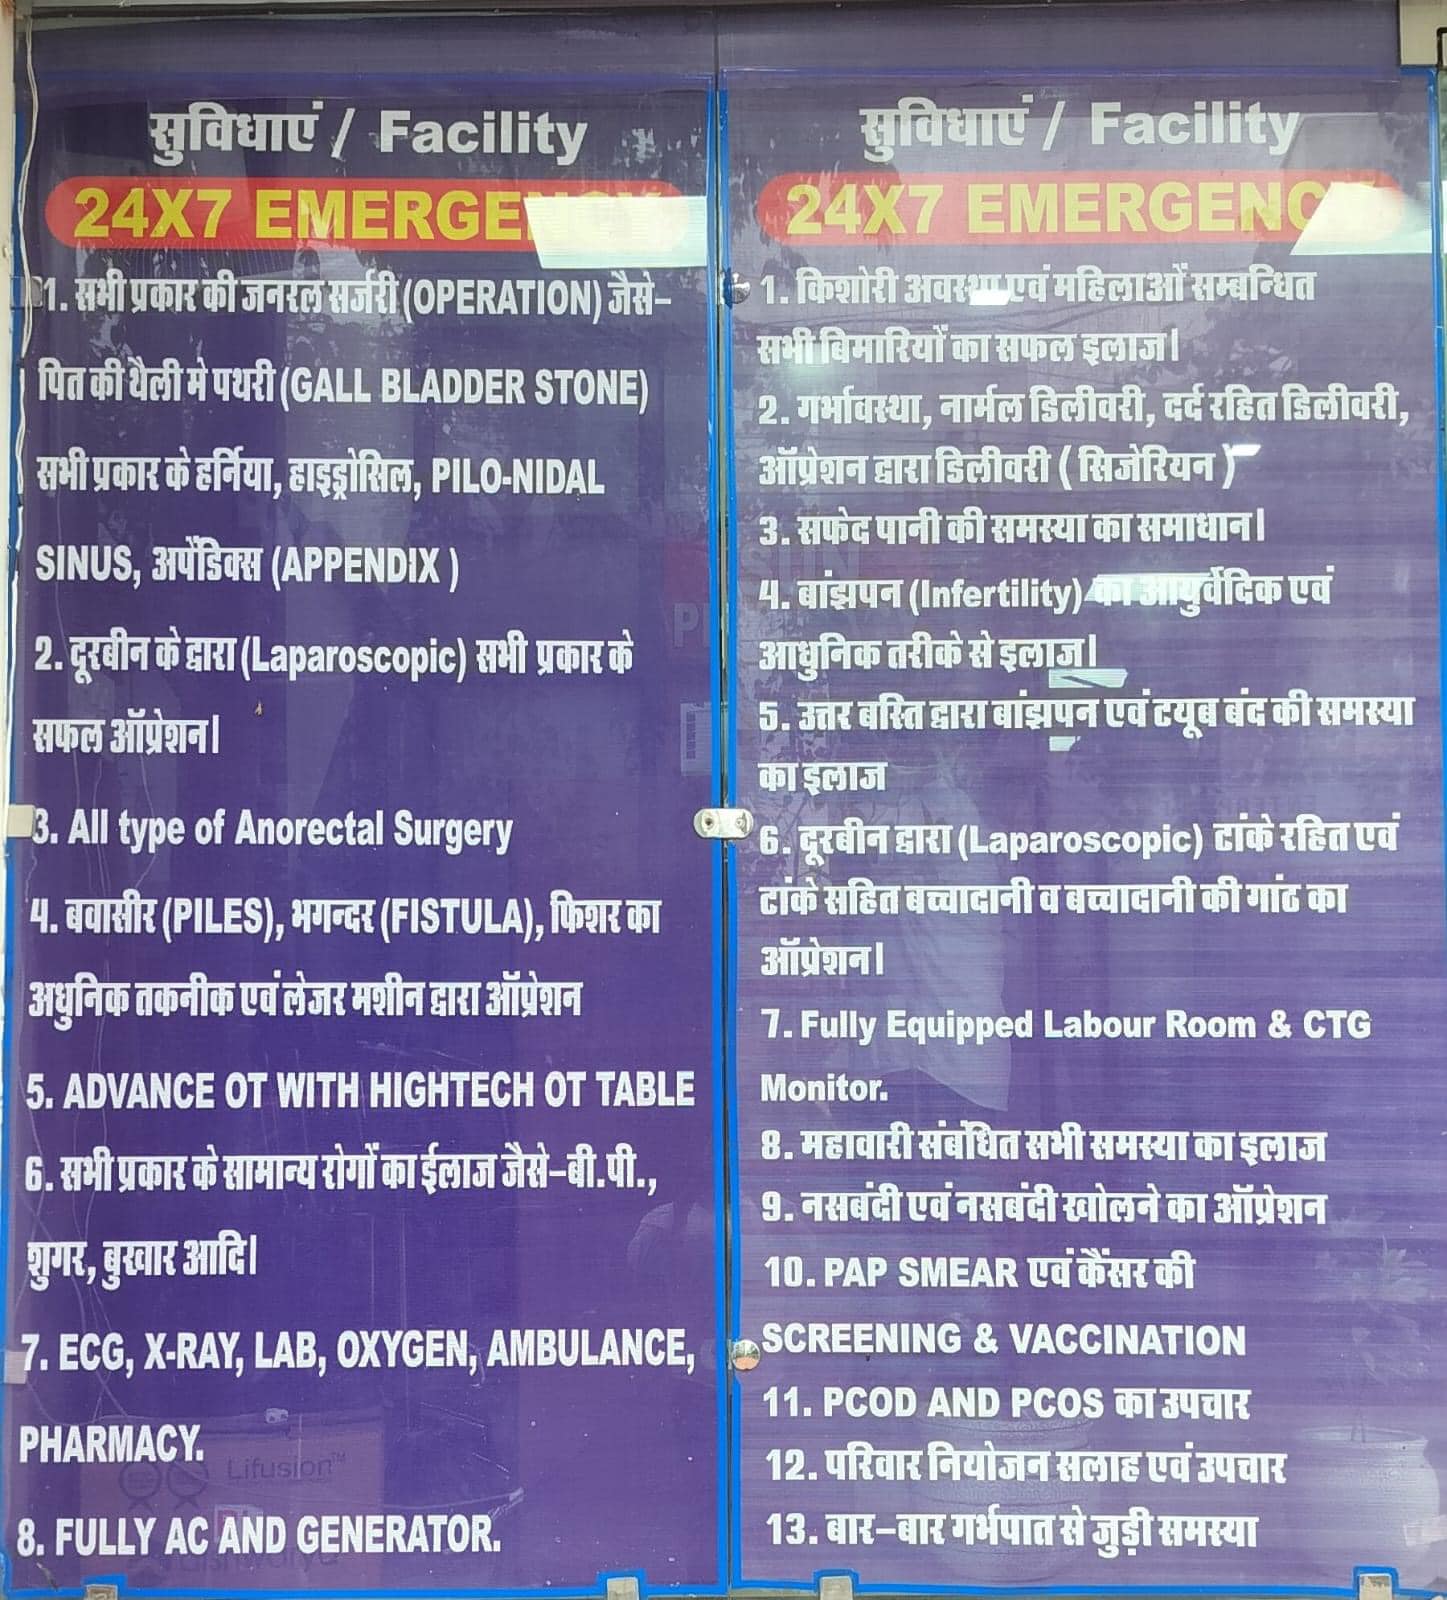 सुविधाएं / Facility
24X7 EMERGENCY
1. सभी प्रकार की जनरल सर्जरी (OPERATION) जैसे–
पित की थैली मे पथरी (GALL BLADDER STONE)
सभी प्रकार के हर्निया, हाइड्रोसिल, PILO-NIDAL
SINUS, अपेंडिक्स (APPENDIX )
2. दूरबीन के द्वारा (Laparoscopic) सभी प्रकार के
सफल ऑप्रेशन।
3. All type of Anorectal Surgery
4. बवासीर (PILES), भगन्दर (FISTULA), फिशर का
अधुनिक तकनीक एवं लेजर मशीन द्वारा ऑप्रेशन
5. ADVANCE OT WITH HIGHTECH OT TABLE
6. सभी प्रकार के सामान्य रोगों का ईलाज जैसे–बी.पी.,
शुगर, बुखार आदि।
7. ECG, X-RAY, LAB, OXYGEN, AMBULANCE,
PHARMACY.
Lifusion™
8. FULLY AC AND GENERATOR.
सुविधाएं / Facility
24X7 EMERGENCY
1. किशोरी अवस्था एवं महिलाओं सम्बन्धित
सभी बिमारियों का सफल इलाज।
2. गर्भावस्था, नार्मल डिलीवरी, दर्द रहित डिलीवरी,
ऑप्रेशन द्वारा डिलीवरी ( सिजेरियन )
3. सफेद पानी की समस्या का समाधान।
4. बांझपन (Infertility) का आयुर्वेदिक एवं
आधुनिक तरीके से इलाज।
5. उत्तर बस्ति द्वारा बांझपन एवं टयूब बंद की समस्या
का इलाज
6. दूरबीन द्वारा (Laparoscopic) टांके रहित एवं
टांके सहित बच्चादानी व बच्चादानी की गांठ का
ऑप्रेशन।
7. Fully Equipped Labour Room & CTG
Monitor.
8. महावारी संबंधित सभी समस्या का इलाज
9. नसबंदी एवं नसबंदी खोलने का ऑप्रेशन
10. PAP SMEAR एवं कैंसर की
SCREENING & VACCINATION
11. PCOD AND PCOS का उपचार
12. परिवार नियोजन सलाह एवं उपचार
13. बार–बार गर्भपात से जुड़ी समस्या